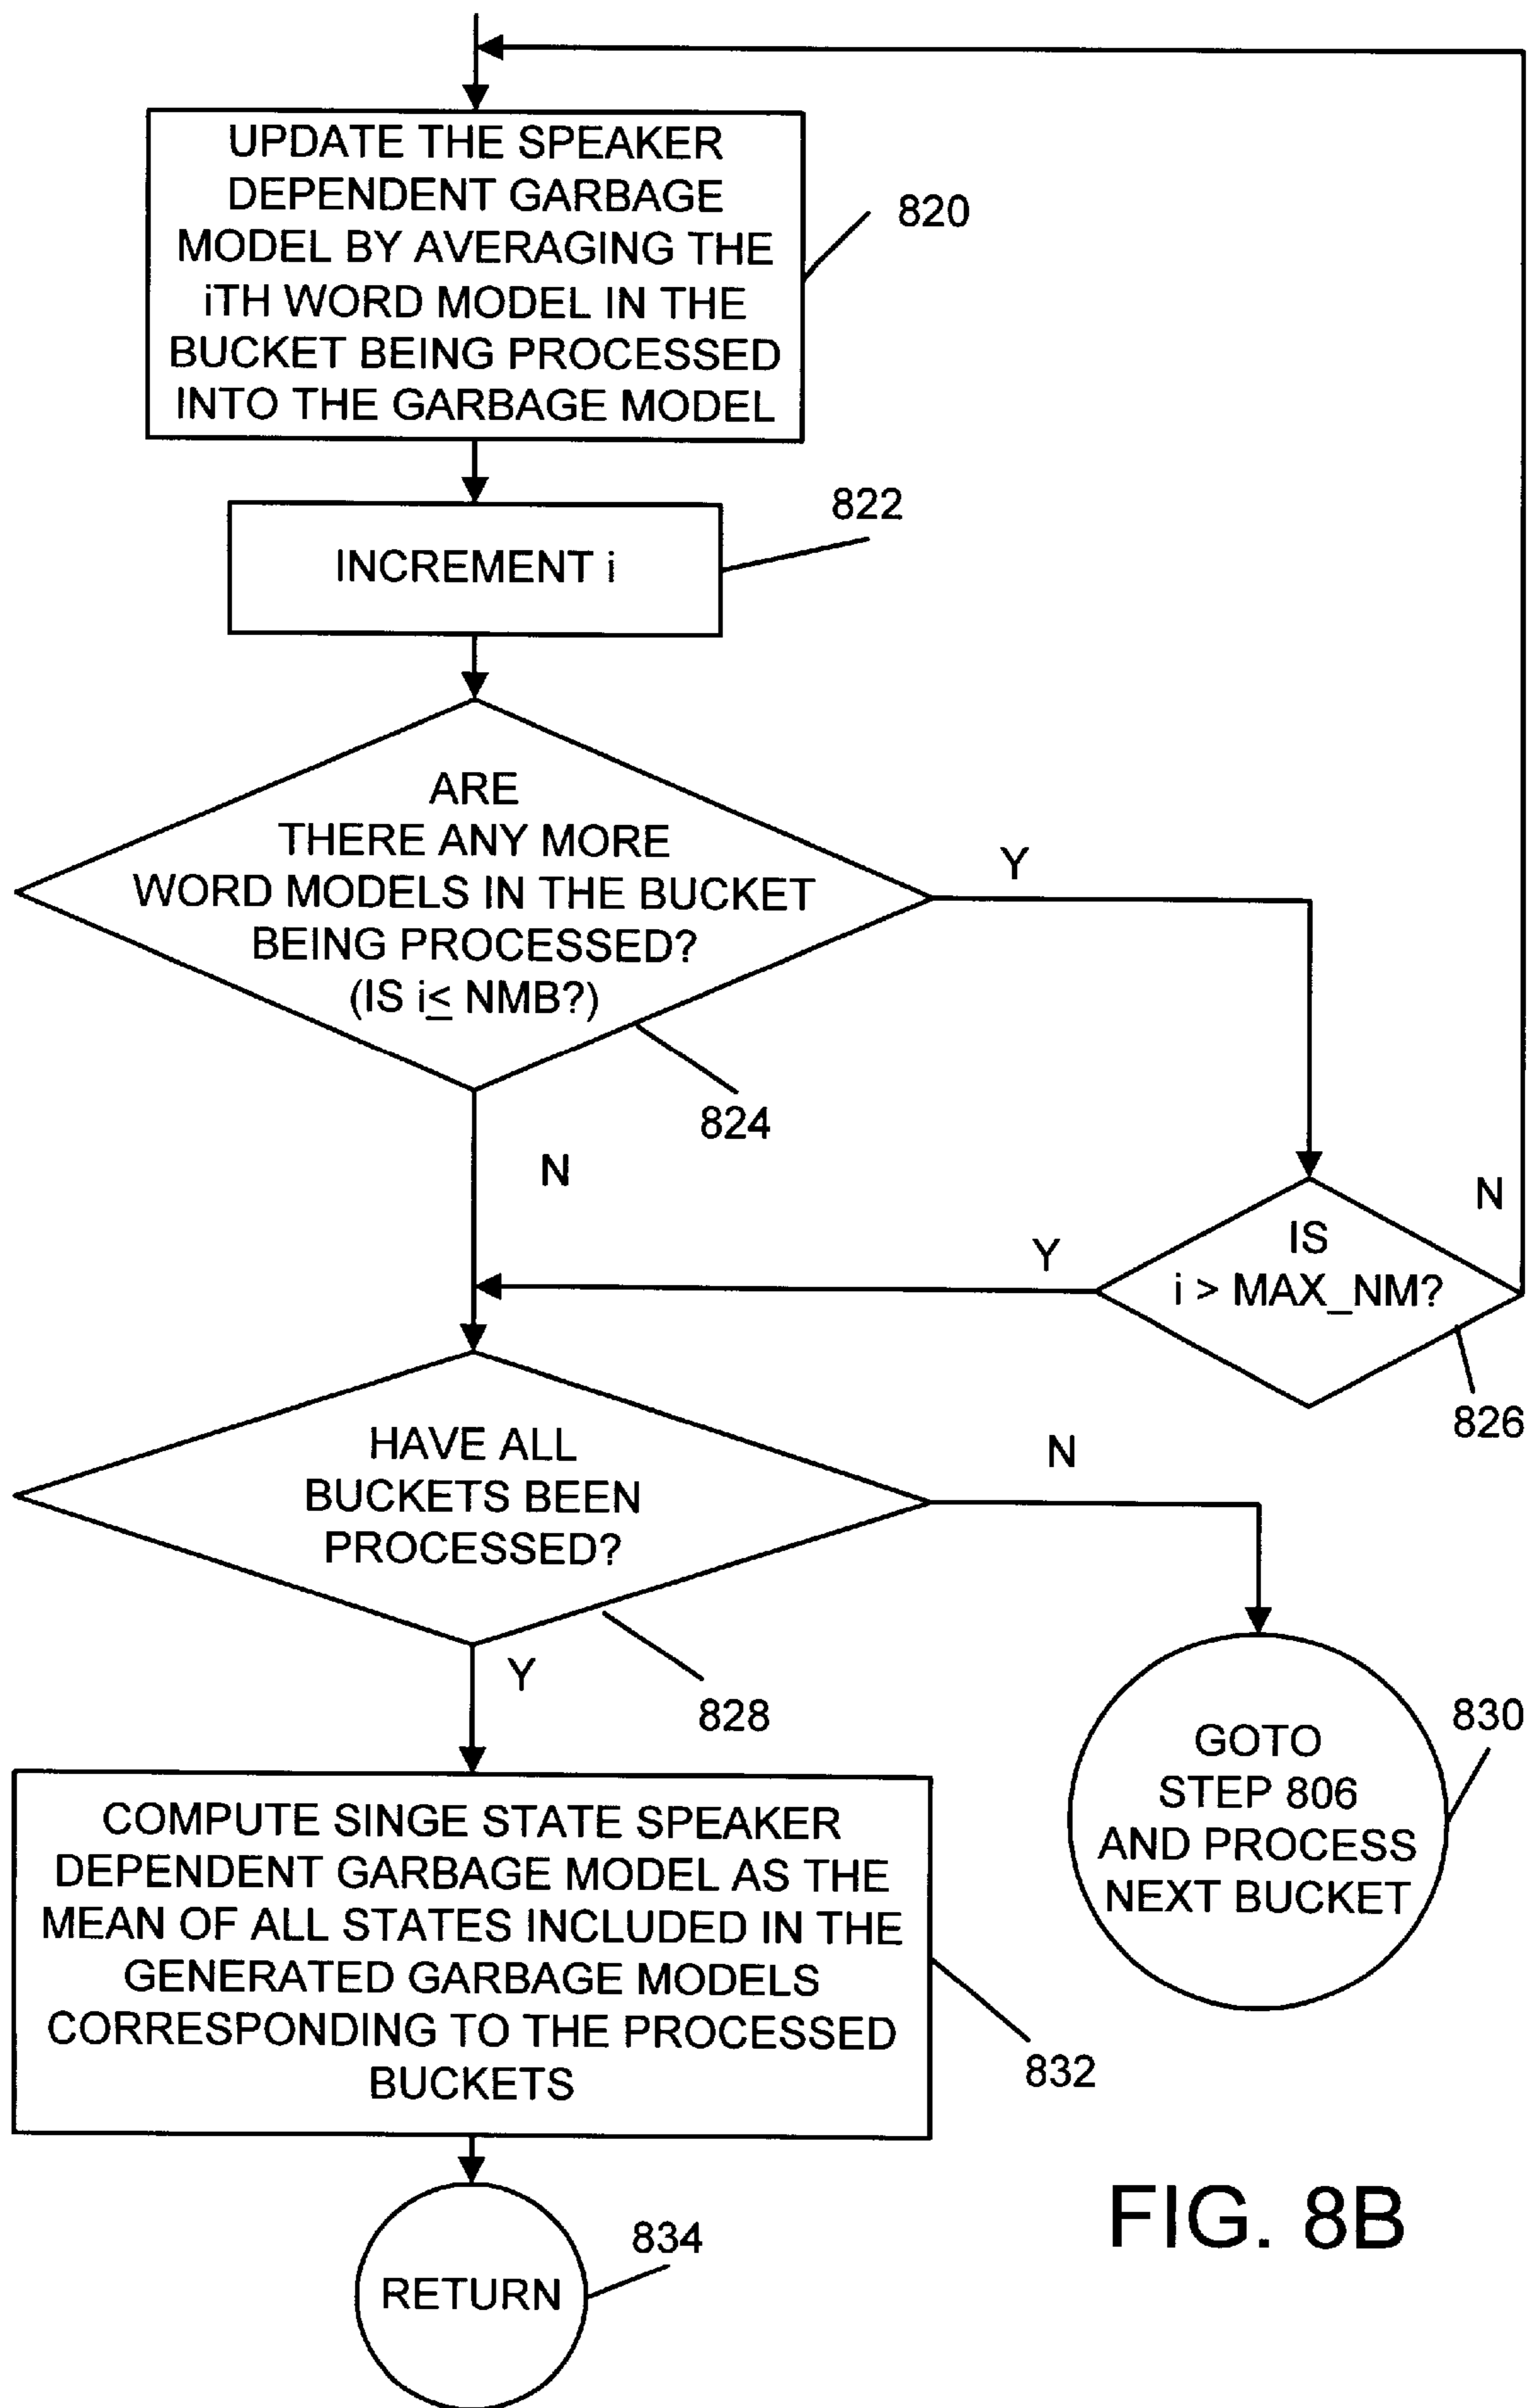 UPDATE THE SPEAKER
DEPENDENT GARBAGE
MODEL BY AVERAGING THE
iTH WORD MODEL IN THE
BUCKET BEING PROCESSED
INTO THE GARBAGE MODEL
820
822
INCREMENT i
ARE
THERE ANY MORE
WORD MODELS IN THE BUCKET
BEING PROCESSED?
(IS i≤ NMB?)
Y
824
N
N
Y
IS
i > MAX_NM?
826
HAVE ALL
BUCKETS BEEN
PROCESSED?
N
Y
828
830
GOTO
STEP 806
AND PROCESS
NEXT BUCKET
COMPUTE SINGE STATE SPEAKER
DEPENDENT GARBAGE MODEL AS THE
MEAN OF ALL STATES INCLUDED IN THE
GENERATED GARBAGE MODELS
CORRESPONDING TO THE PROCESSED
BUCKETS
832
834
RETURN
FIG. 8B